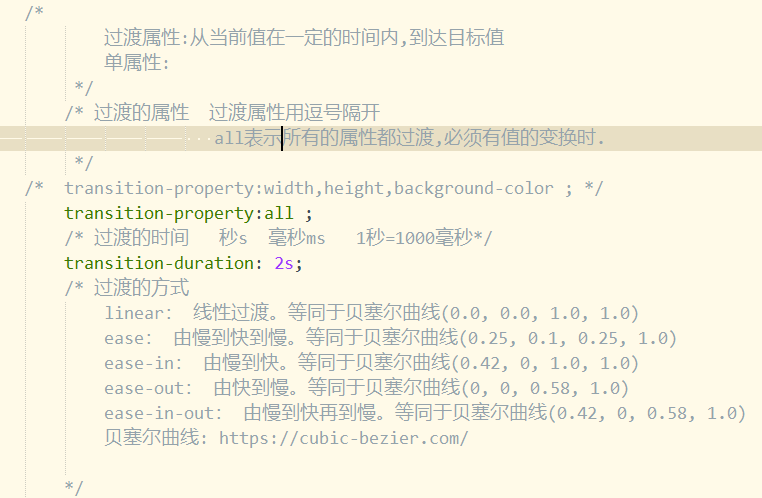 /*
过渡属性:从当前值在一定的时间内,到达目标值
单属性:
*/
/* 过渡的属性  过渡属性用逗号隔开
all表示所有的属性都过渡,必须有值的变换时.
*/
/*  transition-property:width,height,background-color ; */
transition-property:all ;
/* 过渡的时间   秒s  毫秒ms   1秒=1000毫秒*/
transition-duration: 2s;
/* 过渡的方式
linear: 线性过渡。等同于贝塞尔曲线(0.0, 0.0, 1.0, 1.0)
ease: 由慢到快到慢。等同于贝塞尔曲线(0.25, 0.1, 0.25, 1.0)
ease-in: 由慢到快。等同于贝塞尔曲线(0.42, 0, 1.0, 1.0)
ease-out: 由快到慢。等同于贝塞尔曲线(0, 0, 0.58, 1.0)
ease-in-out: 由慢到快再到慢。等同于贝塞尔曲线(0.42, 0, 0.58, 1.0)
贝塞尔曲线: https://cubic-bezier.com/
*/